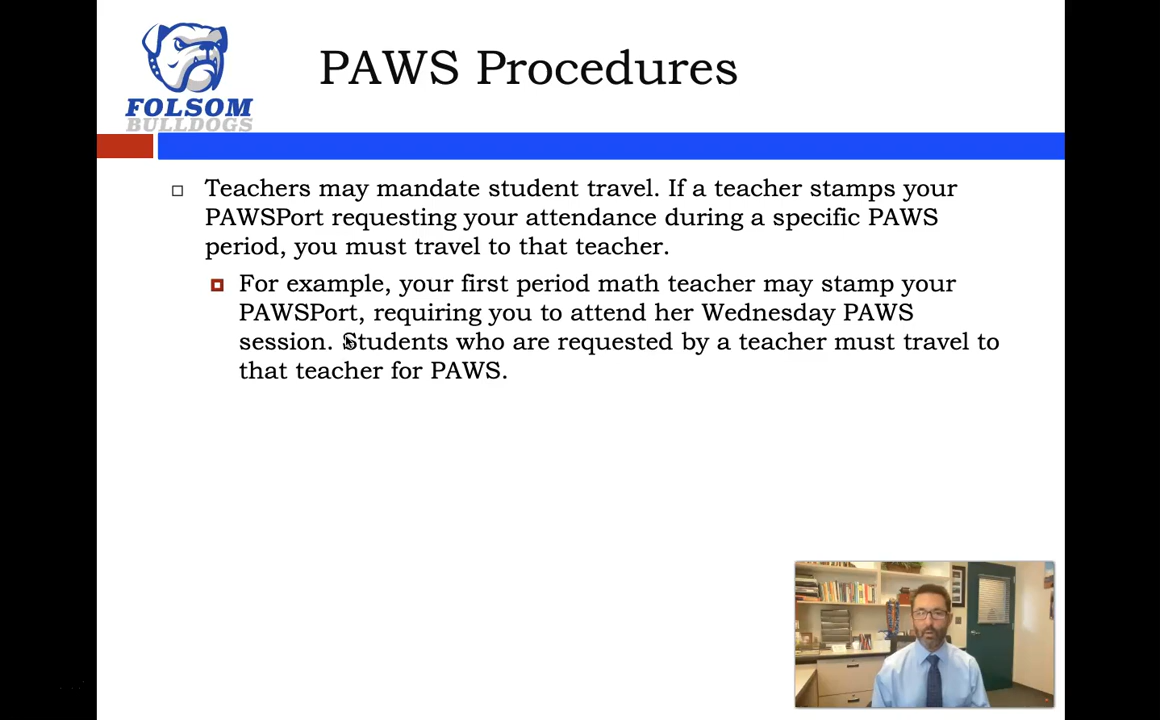 FOLSOM
BULLDOGS
PAWS Procedures
Teachers may mandate student travel. If a teacher stamps your
PAWSPort requesting your attendance during a specific PAWS
period, you must travel to that teacher.
For example, your first period math teacher may stamp your
PAWSPort, requiring you to attend her Wednesday PAWS
session. Students who are requested by a teacher must travel to
that teacher for PAWS.